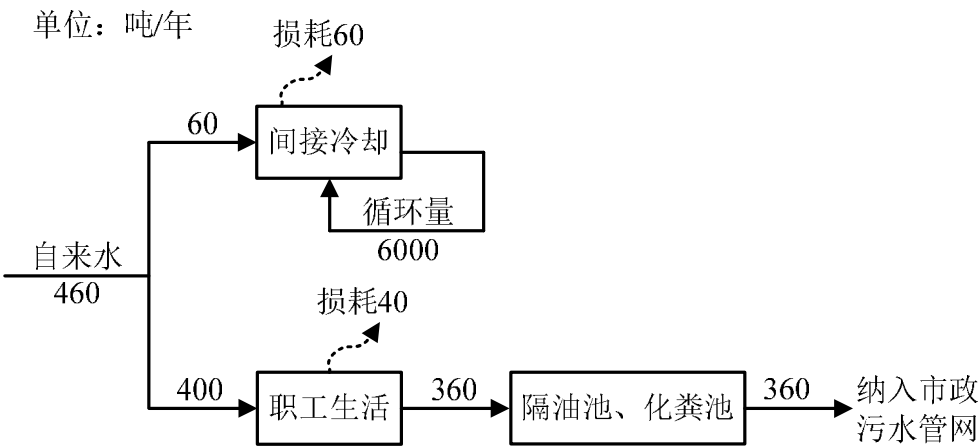 单位：吨/年
损耗60
60
间接冷却
循环量
6000
自来水
460
损耗40
400
职工生活
360
隔油池、化粪池
360
纳入市政
污水管网